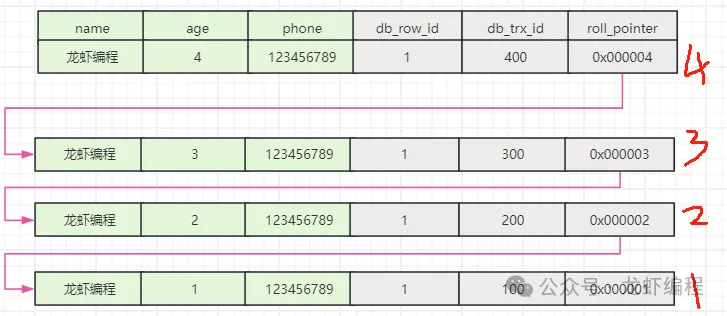 name age phone db_row_id db_trx_id roll_pointer
龙虾编程 4 123456789 1 400 0x000004 4
龙虾编程 3 123456789 1 300 0x000003 3
龙虾编程 2 123456789 1 200 0x000002 2
龙虾编程 1 123456789 1 100 0x000001 1
公众号 · 龙虾编程